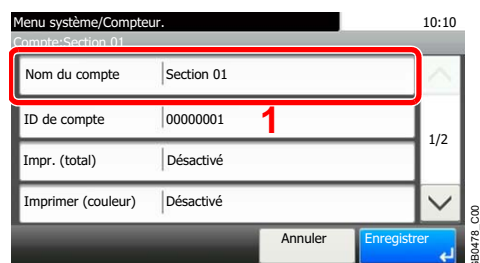 Menu système/Compteur.
10:10
Compte:Section 01
Nom du compte
Section 01
ID de compte
00000001
1
1/2
Impr. (total)
Désactivé
Imprimer (couleur)
Désactivé
Annuler
Enregistrer